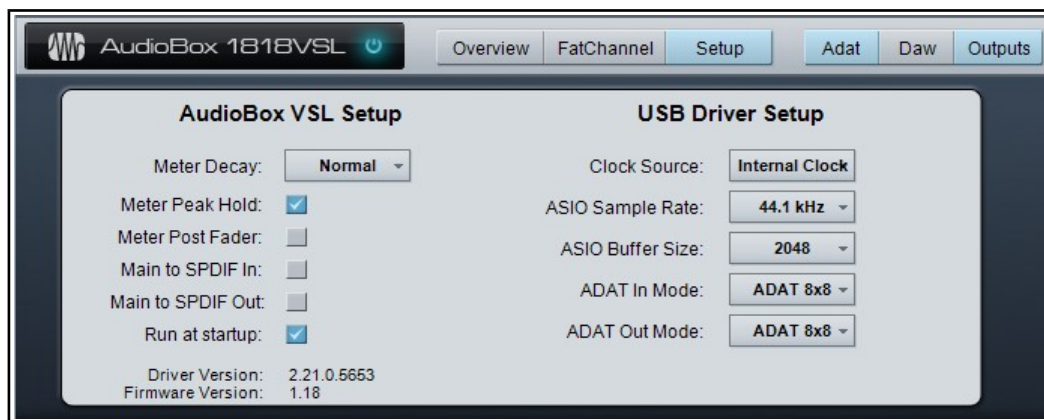 AudioBox 1818VSL
Overview FatChannel Setup Adat Daw Outputs
AudioBox VSL Setup
Meter Decay: Normal
Meter Peak Hold:
Meter Post Fader:
Main to SPDIF In:
Main to SPDIF Out:
Run at startup:
Driver Version: 2.21.0.5653
Firmware Version: 1.18
USB Driver Setup
Clock Source: Internal Clock
ASIO Sample Rate: 44.1 kHz
ASIO Buffer Size: 2048
ADAT In Mode: ADAT 8x8
ADAT Out Mode: ADAT 8x8